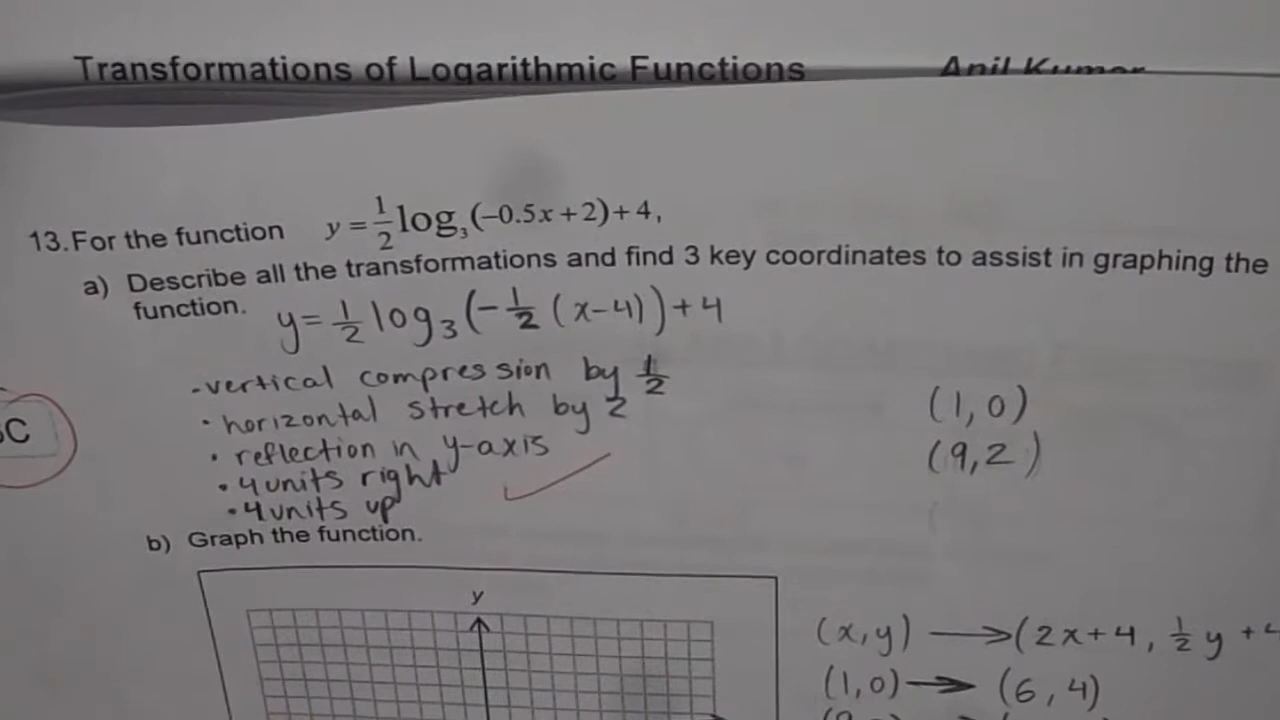 Transformations of Logarithmic Functions Anil Kumar
13. For the function y = 1/2 log₃(−0.5x + 2) + 4,
a) Describe all the transformations and find 3 key coordinates to assist in graphing the
function.
y = 1/2 log₃(−1/2 (x−4)) + 4
- vertical compression by 1/2
• horizontal stretch by 2
• reflection in y-axis
• 4 units right
• 4 units up
C
(1, 0)
(9, 2)
b) Graph the function.
y
(x, y) → (2x+4, 1/2 y +4
(1, 0) → (6, 4)